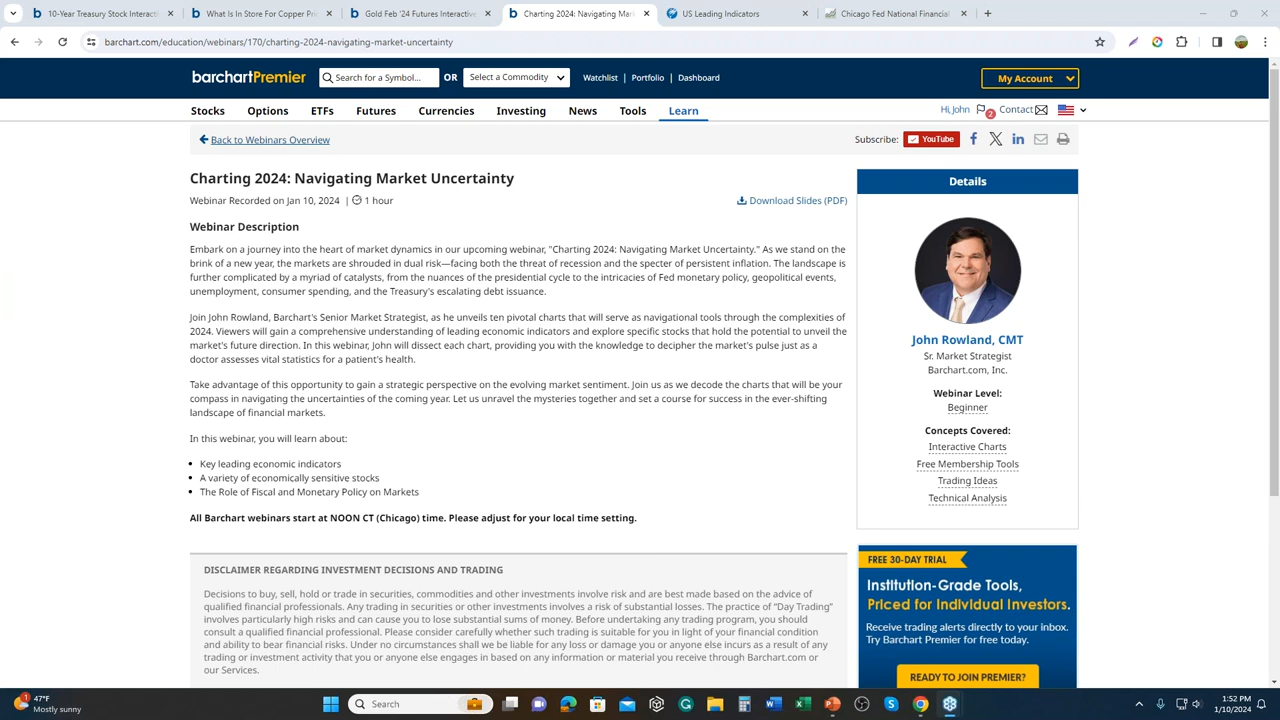 10-Year Treasury Stock Interacti
What Is In Store For Copper Pri
Gold Feb '24 Futures Interactive
Charting 2024: Navigating Mar
US Leading Indicators
Chicago Fed National Financial
barchart.com/education/webinars/170/charting-2024-navigating-market-uncertainty
barchartPremier
Search for a Symbol...
OR
Select a Commodity
Watchlist | Portfolio | Dashboard
My Account
Stocks Options ETFs Futures Currencies Investing News Tools Learn
Hi, John 2 Contact
Back to Webinars Overview
Subscribe: YouTube
Charting 2024: Navigating Market Uncertainty
Webinar Recorded on Jan 10, 2024 | 1 hour
Download Slides (PDF)
Webinar Description
Embark on a journey into the heart of market dynamics in our upcoming webinar, "Charting 2024: Navigating Market Uncertainty." As we stand on the
brink of a new year, the markets are shrouded in dual risk—facing both the threat of recession and the specter of persistent inflation. The landscape is
further complicated by a myriad of catalysts, from the nuances of the presidential cycle to the intricacies of Fed monetary policy, geopolitical events,
unemployment, consumer spending, and the Treasury's escalating debt issuance.
Join John Rowland, Barchart's Senior Market Strategist, as he unveils ten pivotal charts that will serve as navigational tools through the complexities of
2024. Viewers will gain a comprehensive understanding of leading economic indicators and explore specific stocks that hold the potential to unveil the
market's future direction. In this webinar, John will dissect each chart, providing you with the knowledge to decipher the market's pulse just as a
doctor assesses vital statistics for a patient's health.
Take advantage of this opportunity to gain a strategic perspective on the evolving market sentiment. Join us as we decode the charts that will be your
compass in navigating the uncertainties of the coming year. Let us unravel the mysteries together and set a course for success in the ever-shifting
landscape of financial markets.
In this webinar, you will learn about:
• Key leading economic indicators
• A variety of economically sensitive stocks
• The Role of Fiscal and Monetary Policy on Markets
All Barchart webinars start at NOON CT (Chicago) time. Please adjust for your local time setting.
DISCLAIMER REGARDING INVESTMENT DECISIONS AND TRADING
Decisions to buy, sell, hold or trade in securities, commodities and other investments involve risk and are best made based on the advice of
qualified financial professionals. Any trading in securities or other investments involves a risk of substantial losses. The practice of "Day Trading"
involves particularly high risks and can cause you to lose substantial sums of money. Before undertaking any trading program, you should
consult a qualified financial professional. Please consider carefully whether such trading is suitable for you in light of your financial condition
and ability to bear financial risks. Under no circumstances shall we be liable for any loss or damage you or anyone else incurs as a result of any
trading or investment activity that you or anyone else engages in based on any information or material you receive through Barchart.com or
our Services.
Details
John Rowland, CMT
Sr. Market Strategist
Barchart.com, Inc.
Webinar Level:
Beginner
Concepts Covered:
Interactive Charts
Free Membership Tools
Trading Ideas
Technical Analysis
FREE 30-DAY TRIAL
Institution-Grade Tools,
Priced for Individual Investors.
Receive trading alerts directly to your inbox.
Try Barchart Premier for free today.
READY TO JOIN PREMIER?
1
47°F
Mostly sunny
Search
1:52 PM
1/10/2024